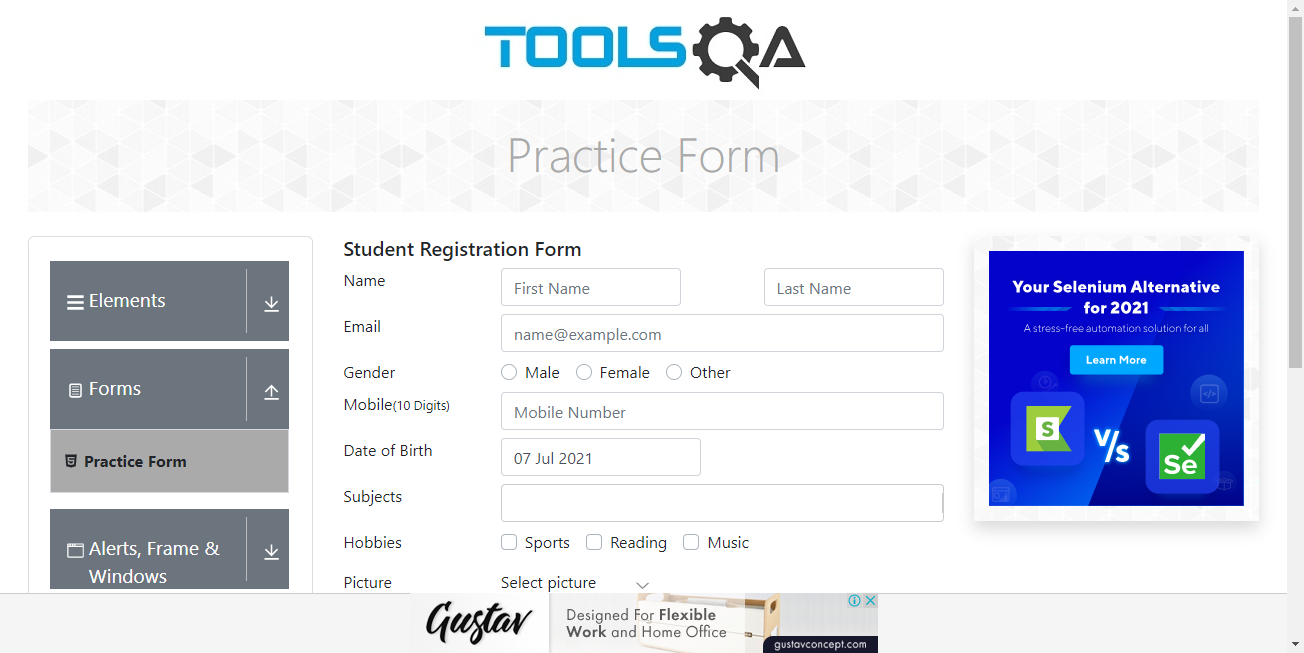 TOOLSQA
Practice Form
Elements
Forms
Practice Form
Alerts, Frame &
Windows
Student Registration Form
Name
First Name
Last Name
Email
name@example.com
Gender
Male
Female
Other
Mobile(10 Digits)
Mobile Number
Date of Birth
07 Jul 2021
Subjects
Hobbies
Sports
Reading
Music
Picture
Select picture
Your Selenium Alternative
for 2021
A stress-free automation solution for all
Learn More
S
V/s
Se
Gustav
Designed For Flexible
Work and Home Office
gustavconcept.com